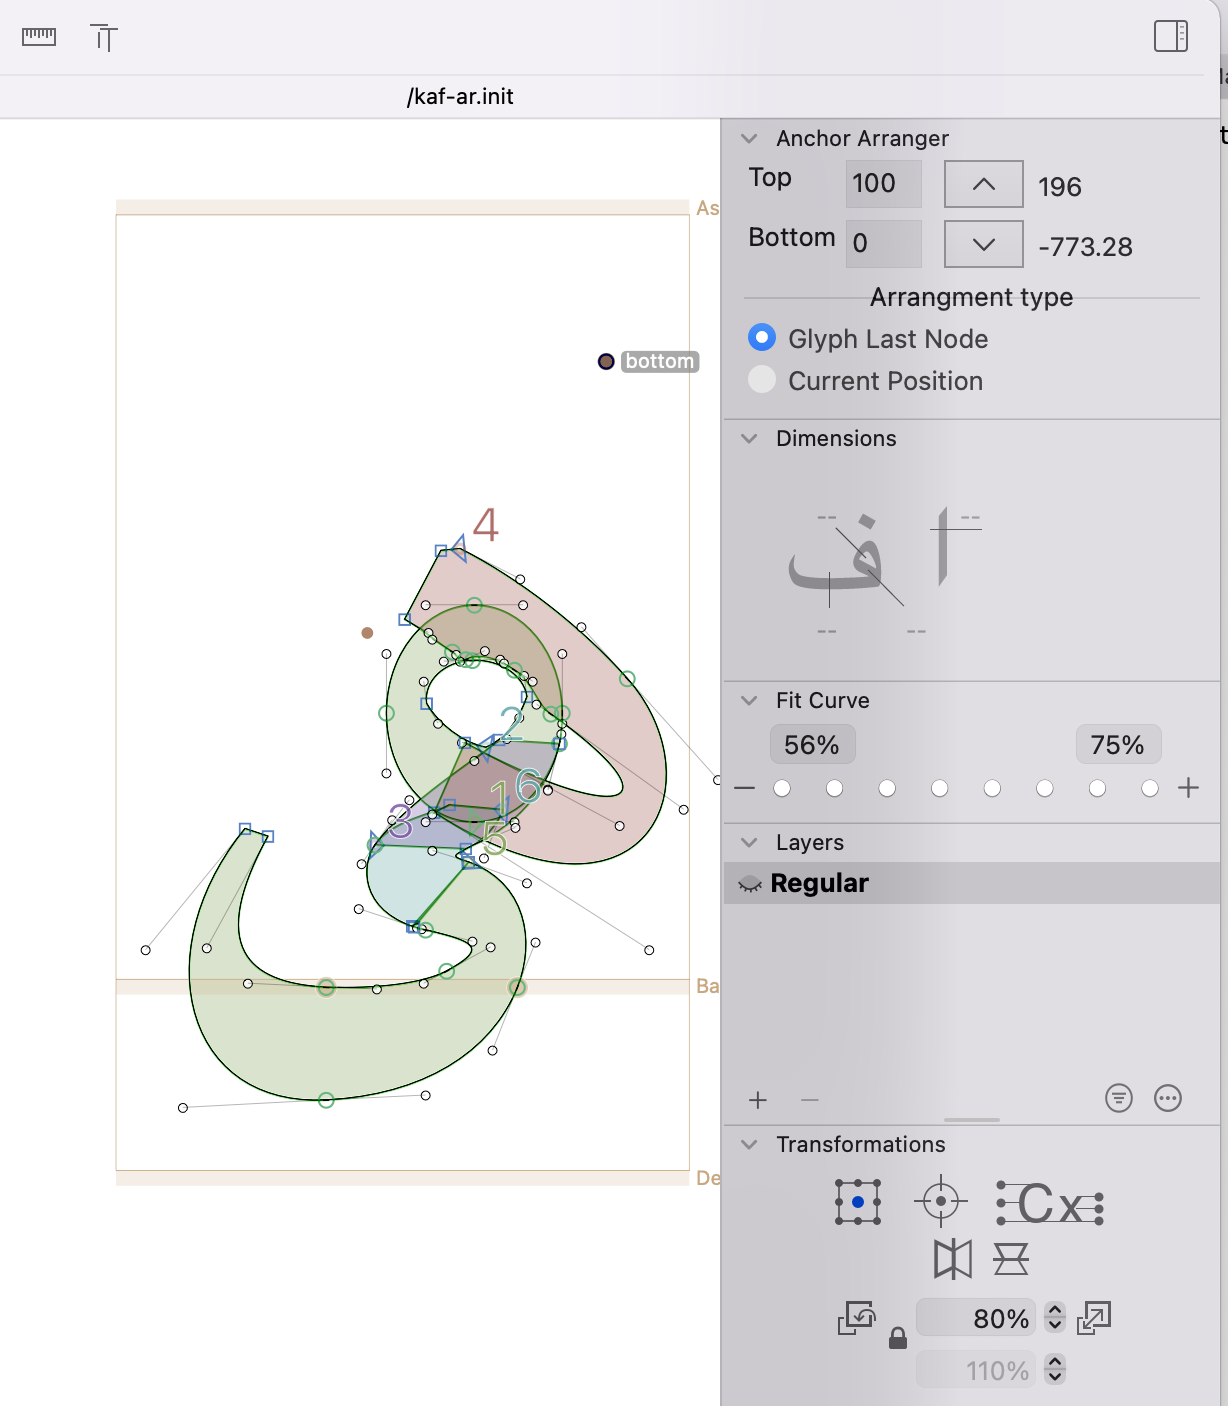 /kaf-ar.init
Anchor Arranger
Top 100 196
Bottom 0 -773.28
Arrangment type
Glyph Last Node
Current Position
As
bottom
Dimensions
-- --
ف ا
-- --
4
2
6
1
3
5
Fit Curve
56% 75%
Layers
Regular
Ba
De
Transformations
Cx
80%
110%